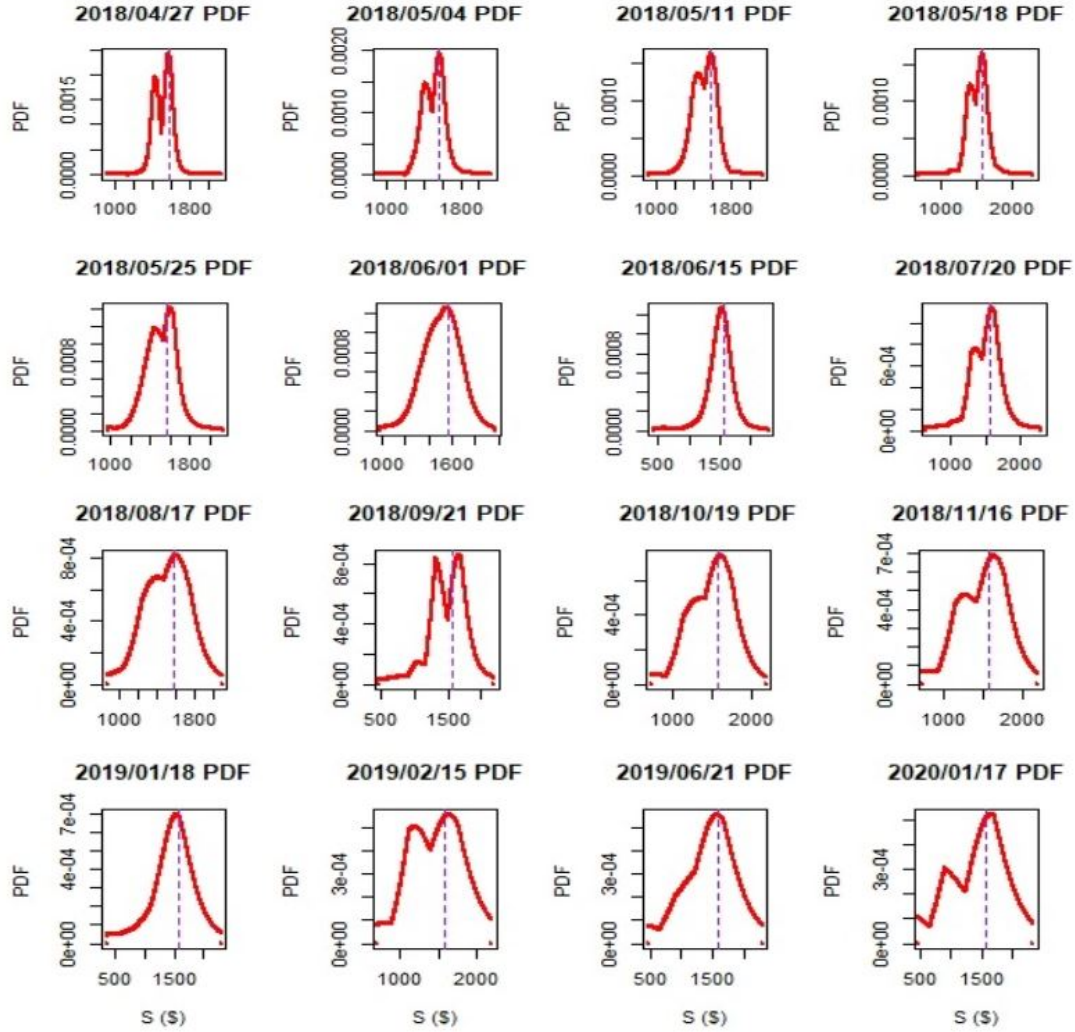 2018/04/27 PDF
2018/05/04 PDF
2018/05/11 PDF
2018/05/18 PDF
PDF
0.0000 0.0015
1000 1800
PDF
0.0000 0.0010 0.0020
1000 1800
PDF
0.0000 0.0010
1000 1800
PDF
0.0000 0.0010
1000 2000
2018/05/25 PDF
2018/06/01 PDF
2018/06/15 PDF
2018/07/20 PDF
PDF
0.0000 0.0008
1000 1800
PDF
0.0000 0.0008
1000 1600
PDF
0.0000 0.0008
500 1500
PDF
0e+00 6e-04
1000 2000
2018/08/17 PDF
2018/09/21 PDF
2018/10/19 PDF
2018/11/16 PDF
PDF
0e+00 4e-04 8e-04
1000 1600
PDF
0e+00 4e-04 8e-04
500 1500
PDF
0e+00 4e-04
1000 2000
PDF
0e+00 4e-04 7e-04
1000 2000
2019/01/18 PDF
2019/02/15 PDF
2019/06/21 PDF
2020/01/17 PDF
PDF
0e+00 4e-04 7e-04
500 1500
S ($)
PDF
0e+00 3e-04
1000 2000
S ($)
PDF
0e+00 3e-04
500 1500
S ($)
PDF
0e+00 3e-04
500 1500
S ($)